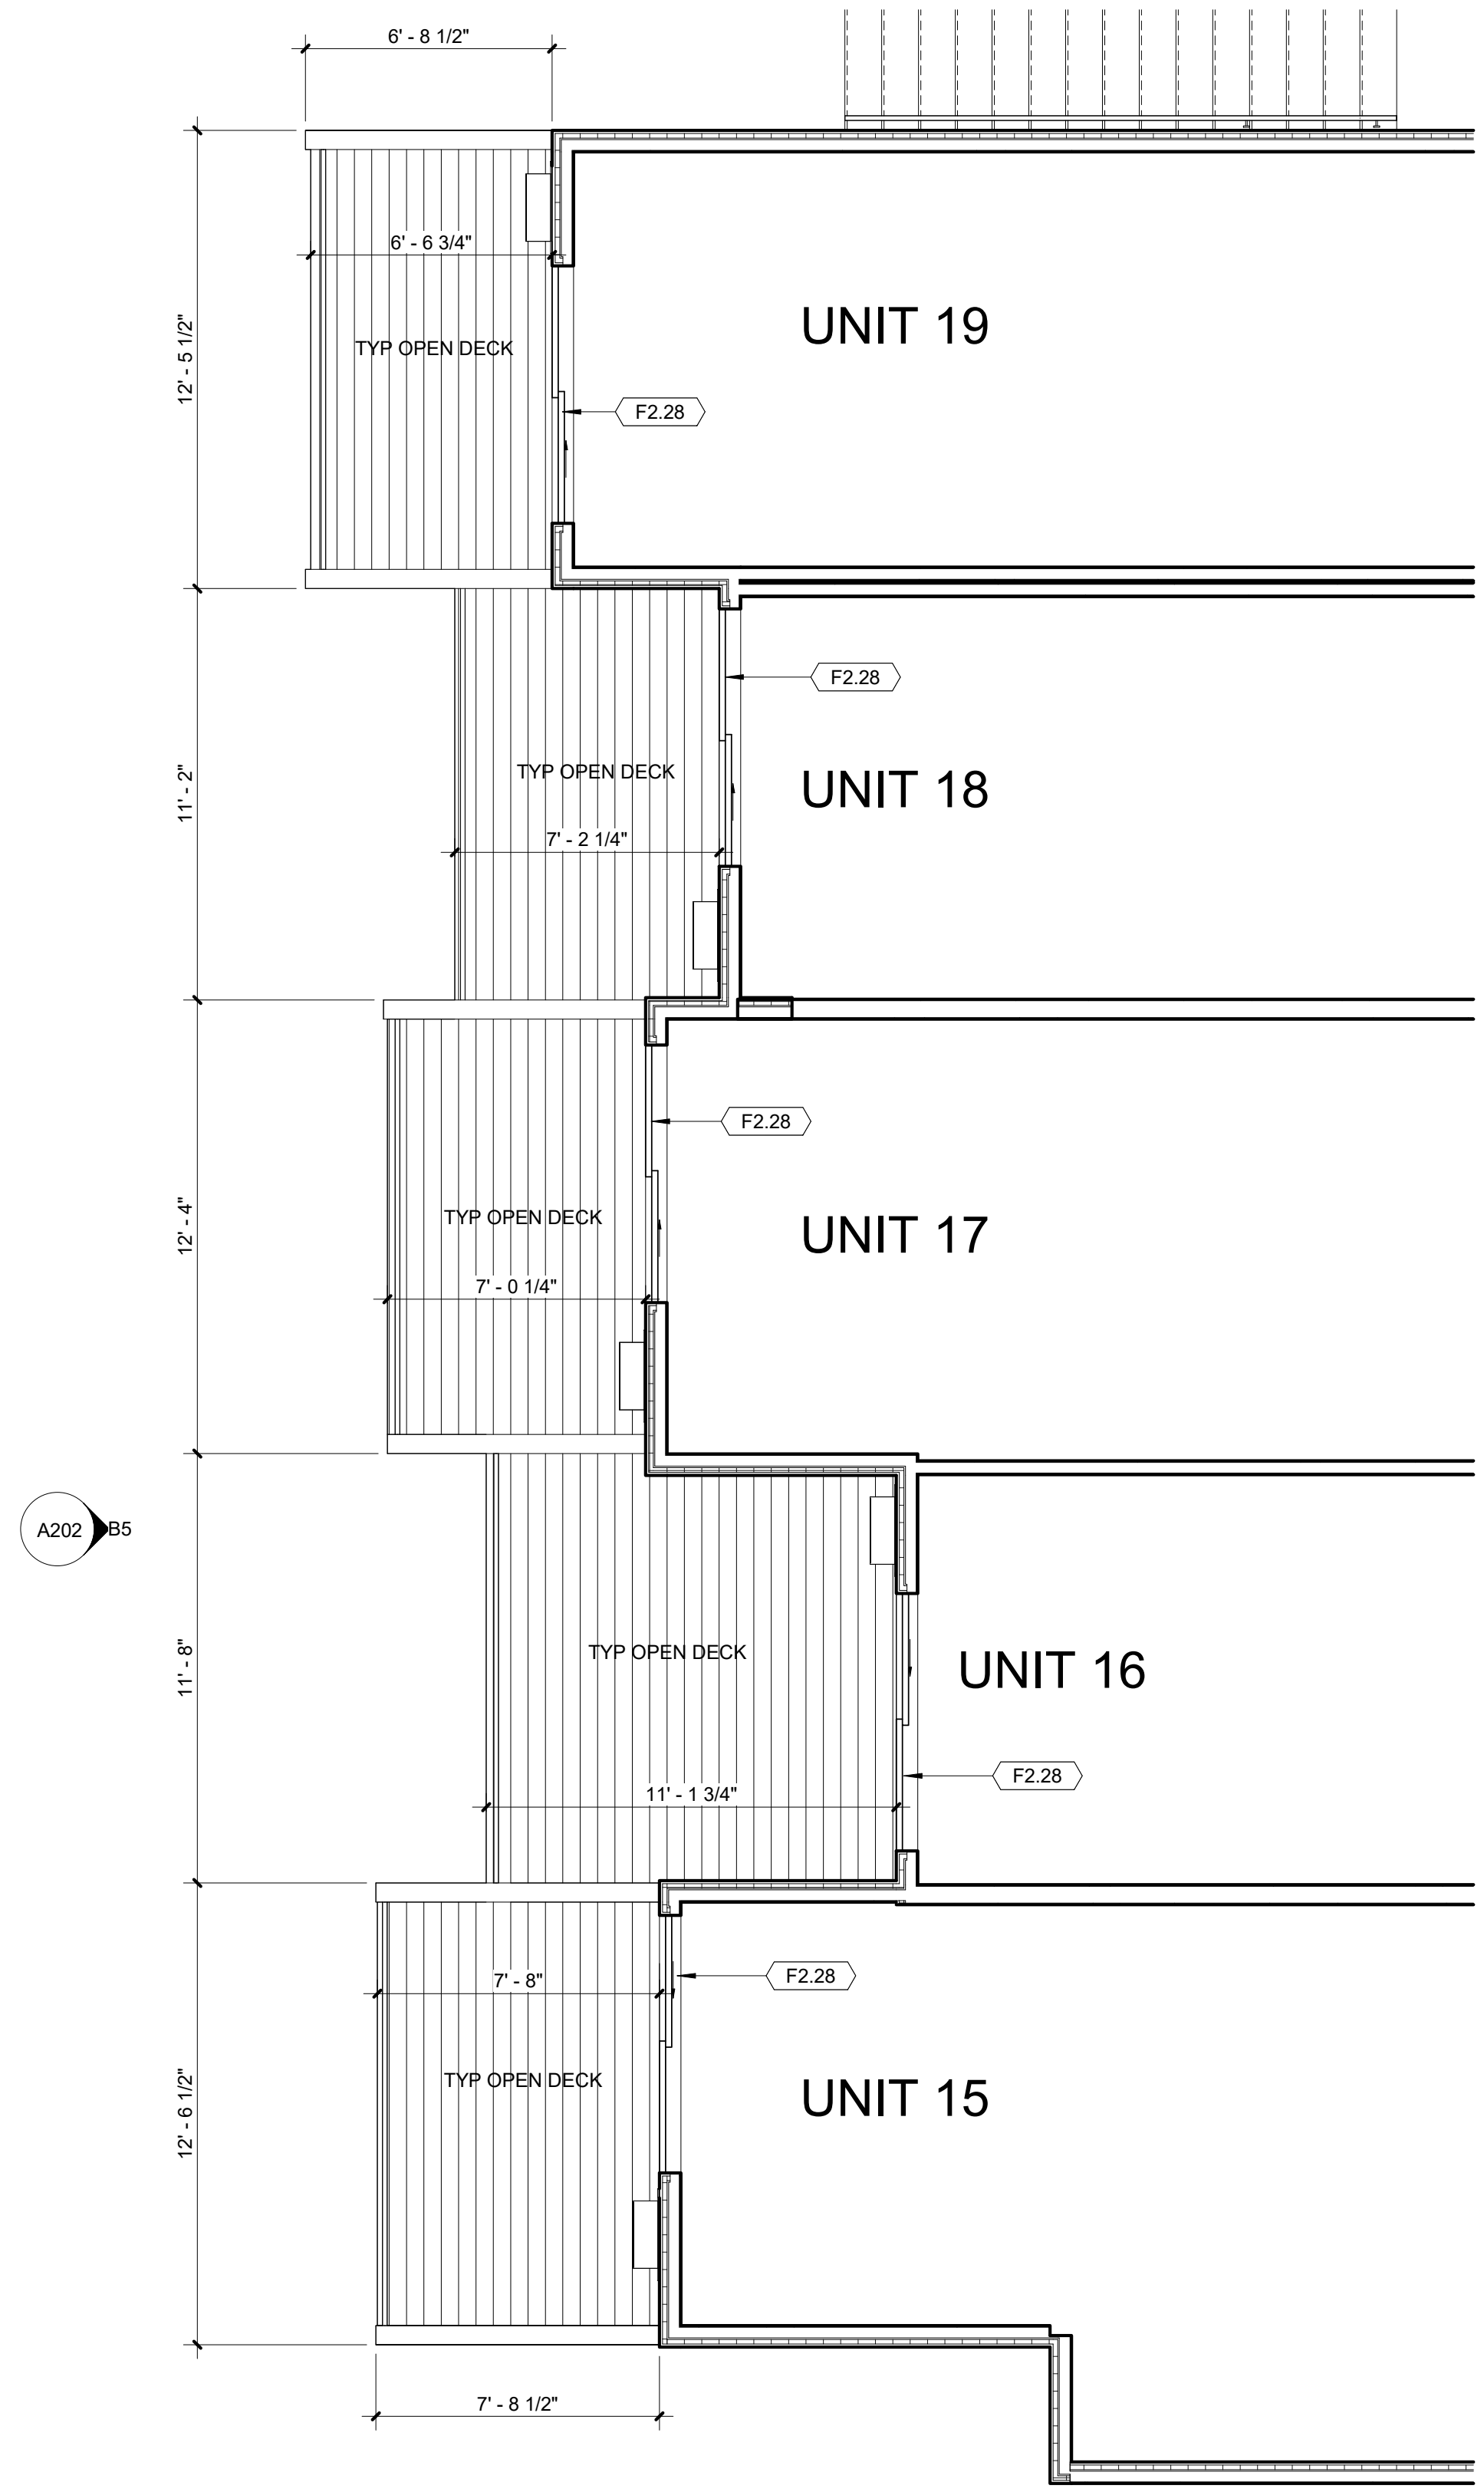 6' - 8 1/2"
6' - 6 3/4"
12' - 5 1/2"
UNIT 19
TYP OPEN DECK
F2.28
F2.28
11' - 2"
TYP OPEN DECK
UNIT 18
7' - 2 1/4"
F2.28
12' - 4"
TYP OPEN DECK
UNIT 17
7' - 0 1/4"
A202
B5
11' - 8"
TYP OPEN DECK
UNIT 16
F2.28
11' - 1 3/4"
7' - 8"
F2.28
12' - 6 1/2"
TYP OPEN DECK
UNIT 15
7' - 8 1/2"